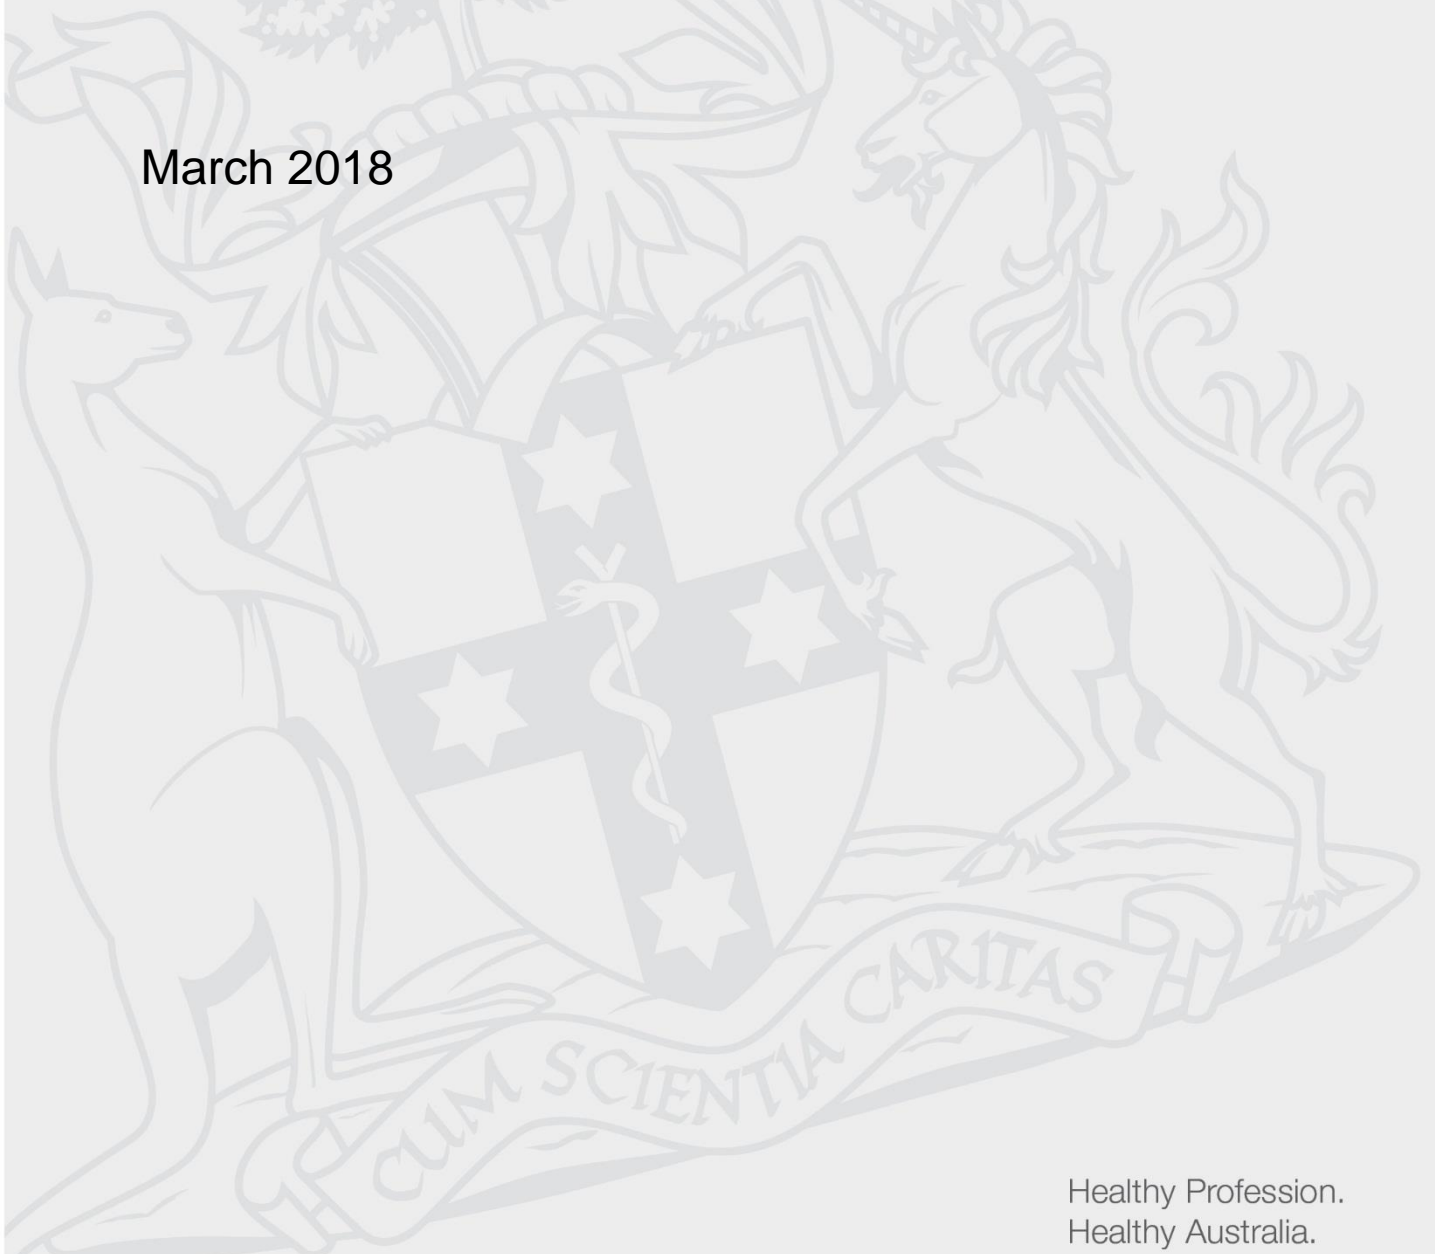 March 2018
CUM SCIENTIA CARITAS
Healthy Profession.
Healthy Australia.